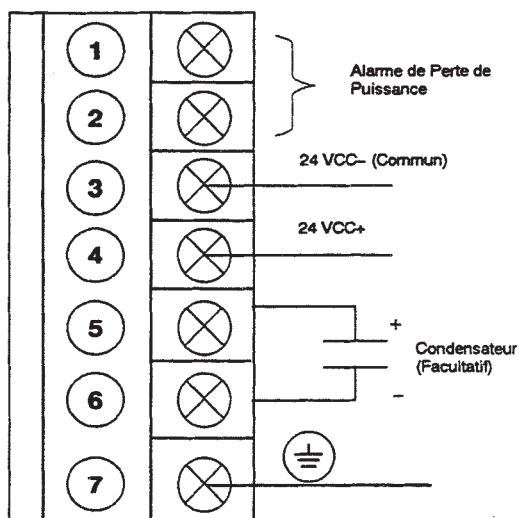 1
Alarme de Perte de
Puissance
2
24 VCC– (Commun)
3
24 VCC+
4
5
+
Condensateur
(Facultatif)
6
–
7